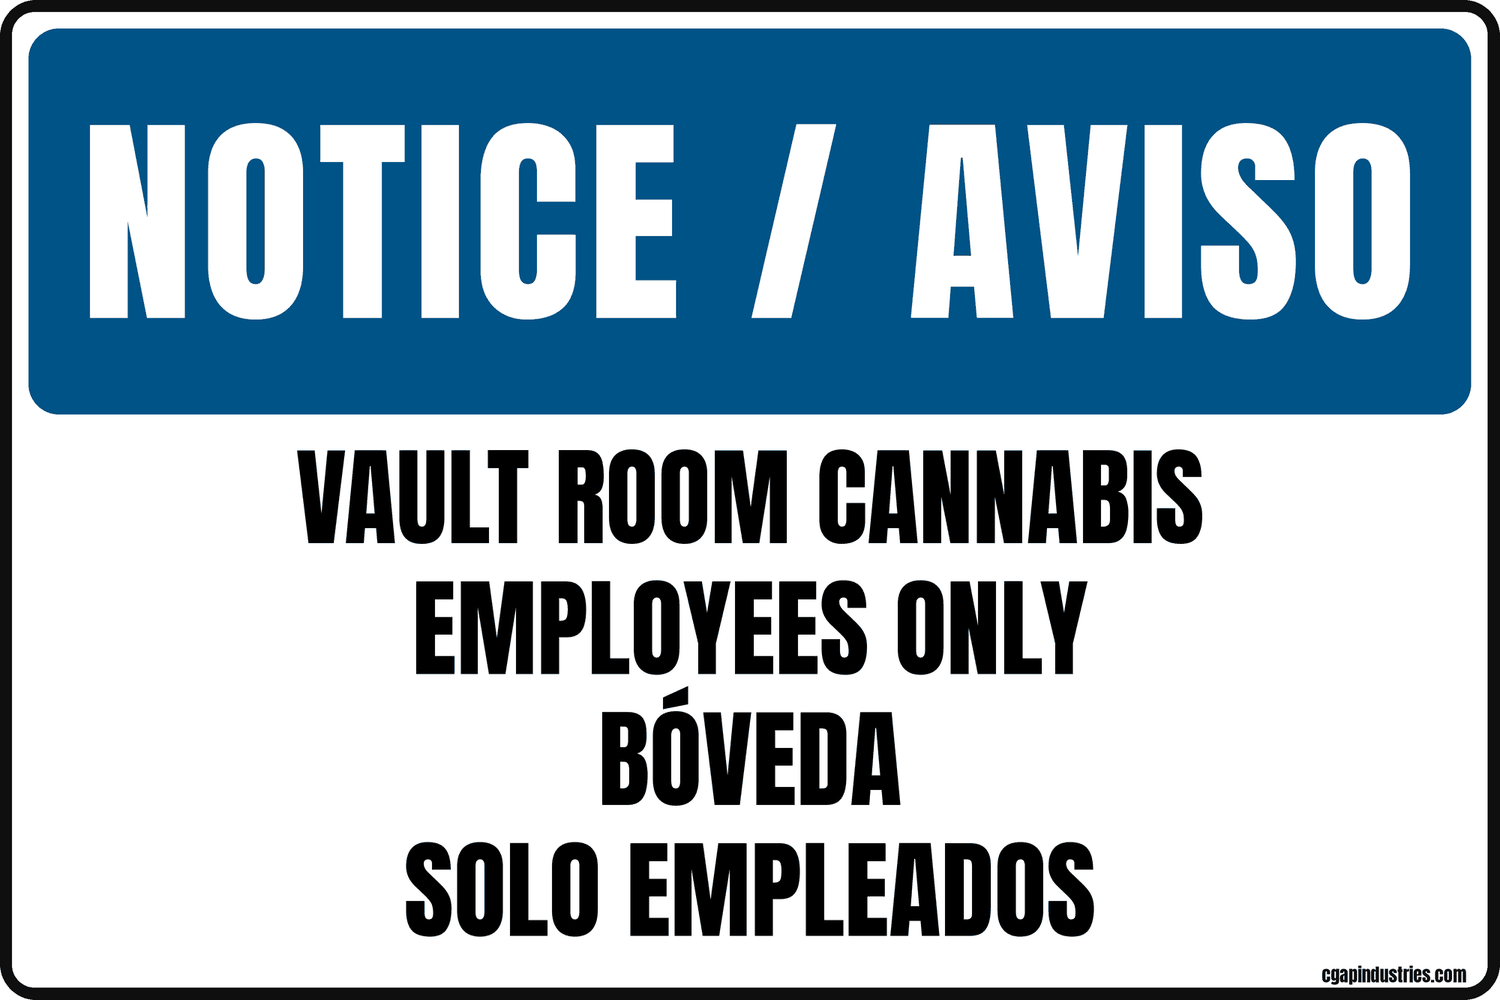 NOTICE / AVISO
VAULT ROOM CANNABIS
EMPLOYEES ONLY
BÓVEDA
SOLO EMPLEADOS
cgapindustries.com